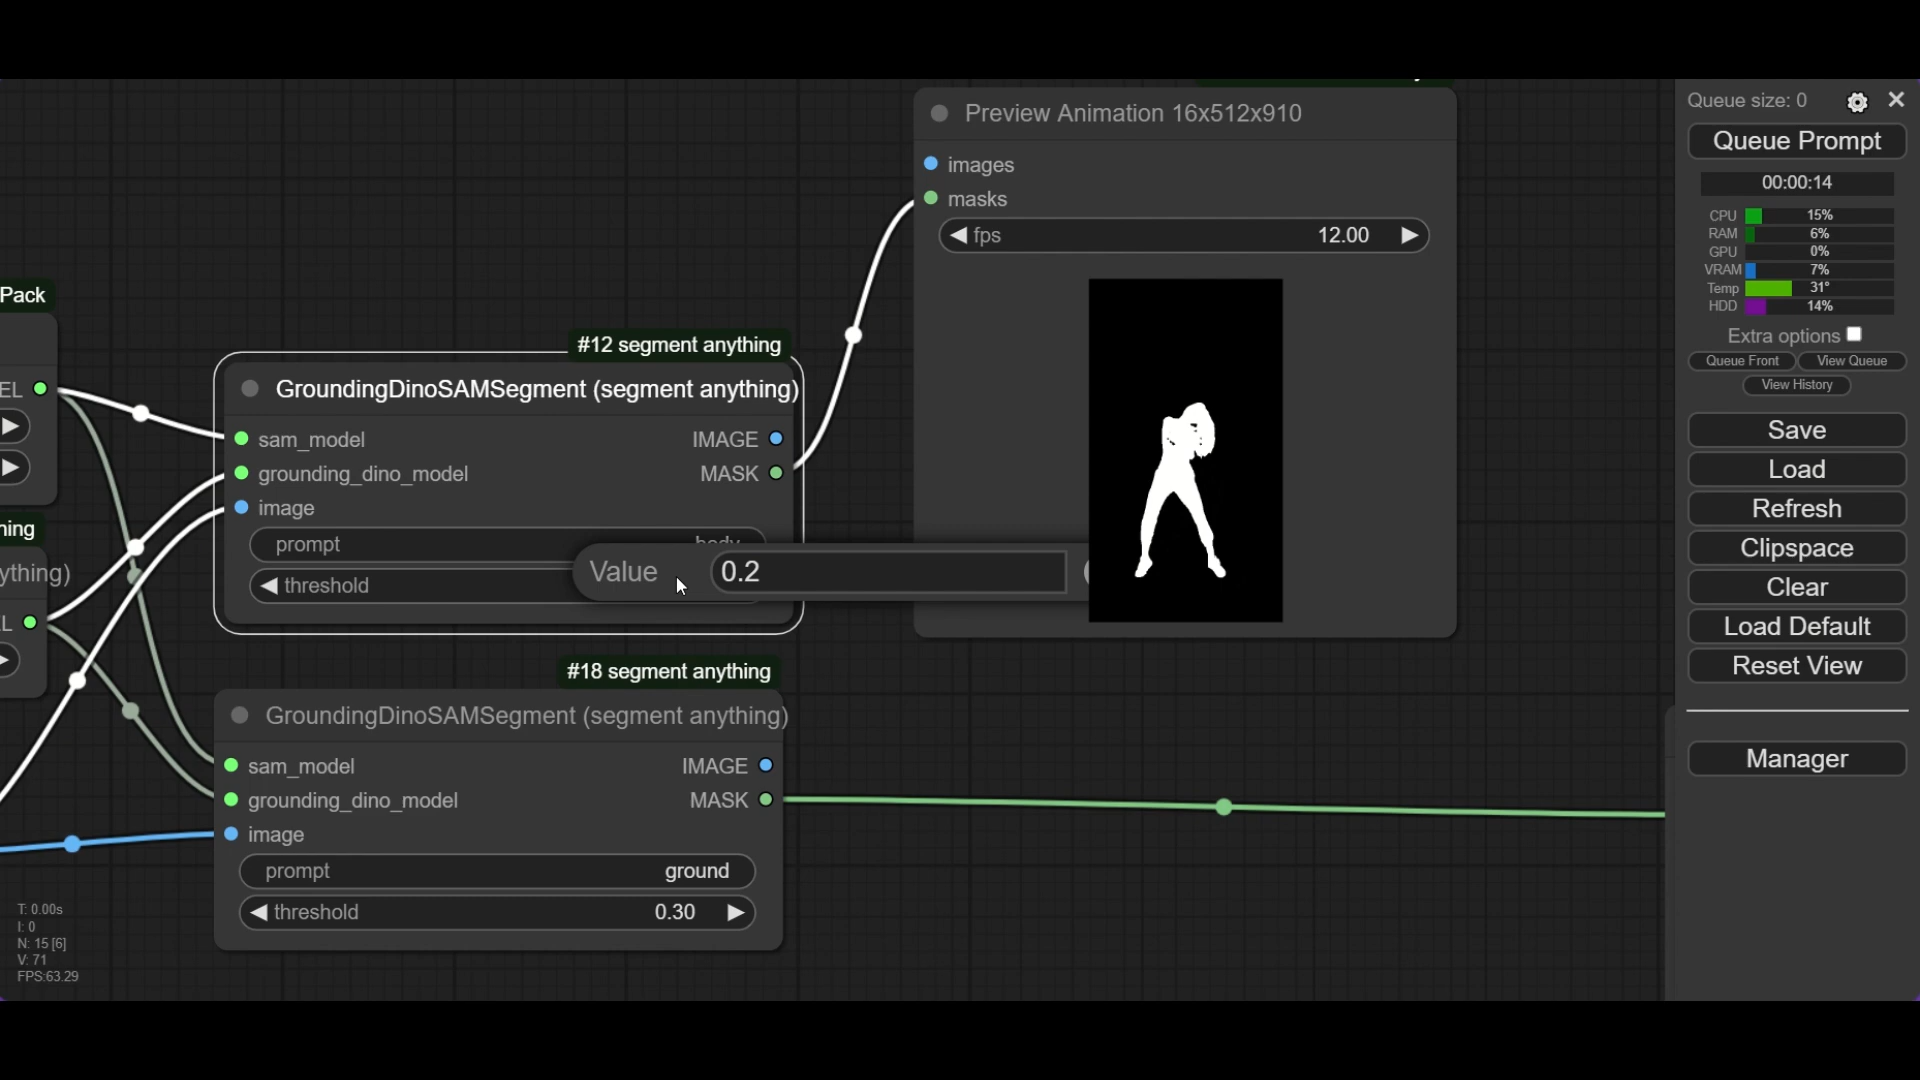 Pack
EL
ning
ything)
L
#12 segment anything
GroundingDinoSAMSegment (segment anything)
sam_model IMAGE
grounding_dino_model MASK
image
prompt body
threshold
Value 0.2
#18 segment anything
GroundingDinoSAMSegment (segment anything)
sam_model IMAGE
grounding_dino_model MASK
image
prompt ground
threshold 0.30
Preview Animation 16x512x910
images
masks
fps 12.00
T: 0.00s
I: 0
N: 15 [6]
V: 71
FPS:63.29
Queue size: 0
Queue Prompt
00:00:14
CPU 15%
RAM 6%
GPU 0%
VRAM 7%
Temp 31°
HDD 14%
Extra options
Queue Front View Queue
View History
Save
Load
Refresh
Clipspace
Clear
Load Default
Reset View
Manager